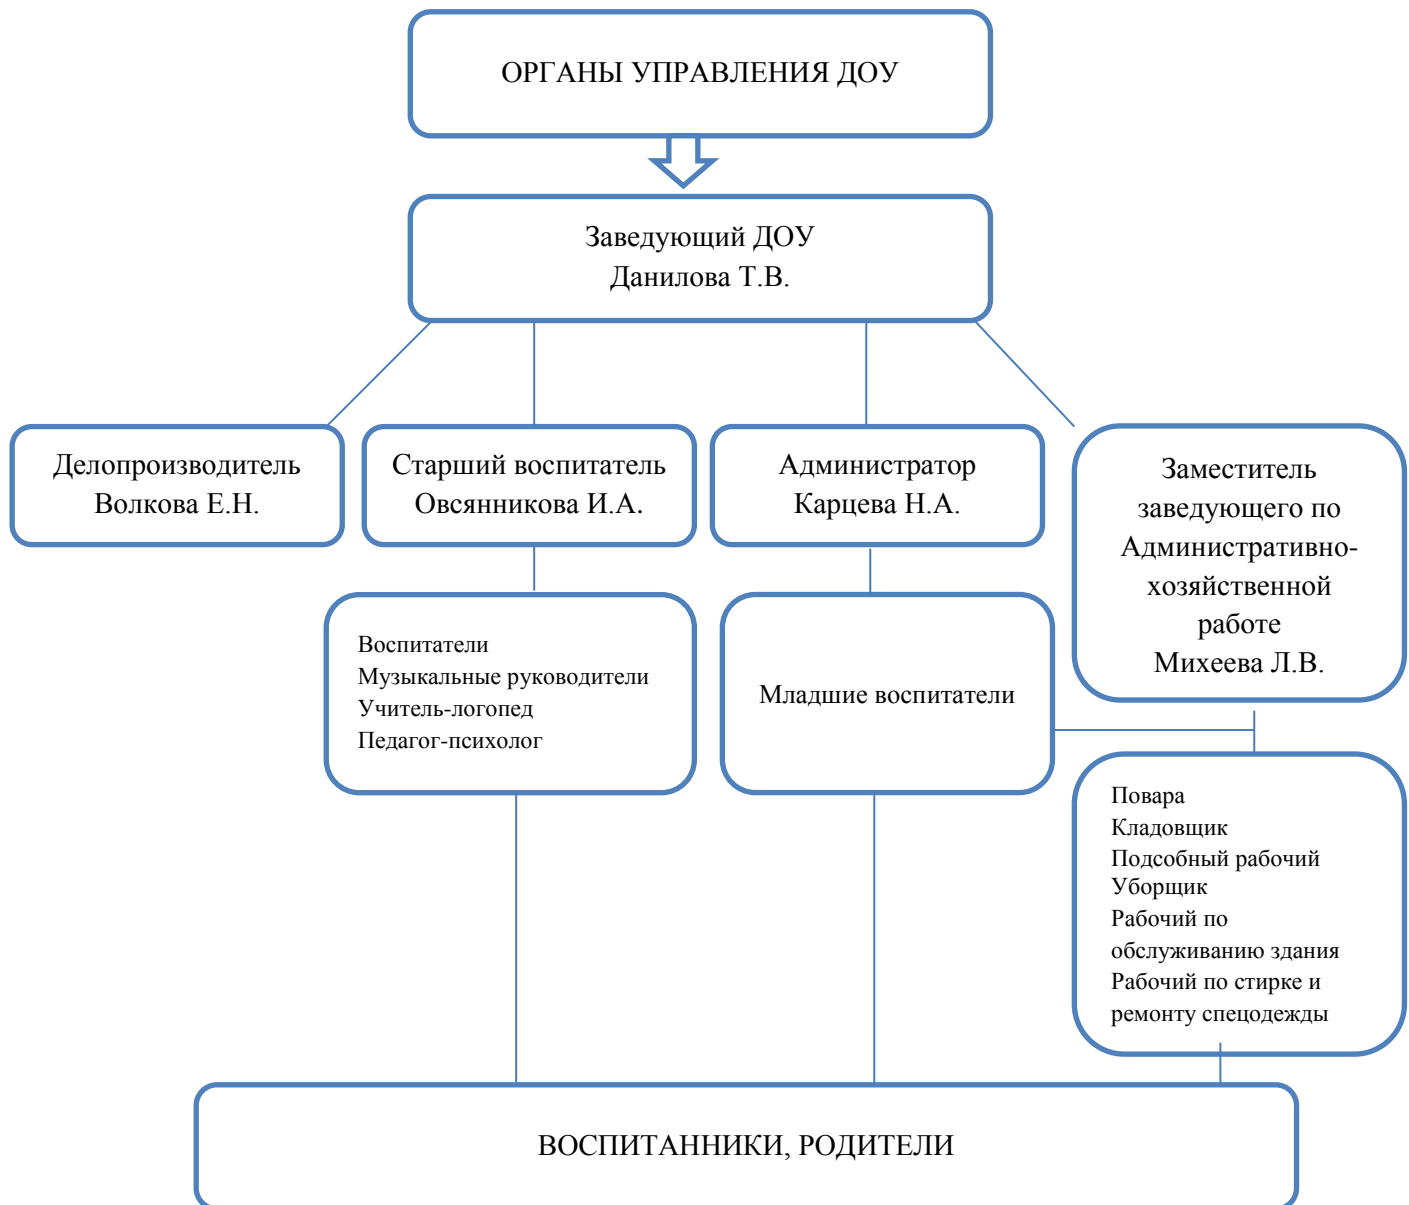 ОРГАНЫ УПРАВЛЕНИЯ ДОУ
Заведующий ДОУ
Данилова Т.В.
Делопроизводитель
Волкова Е.Н.
Старший воспитатель
Овсянникова И.А.
Администратор
Карцева Н.А.
Заместитель
заведующего по
Административно-
хозяйственной
работе
Михеева Л.В.
Воспитатели
Музыкальные руководители
Учитель-логопед
Педагог-психолог
Младшие воспитатели
Повара
Кладовщик
Подсобный рабочий
Уборщик
Рабочий по
обслуживанию здания
Рабочий по стирке и
ремонту спецодежды
ВОСПИТАННИКИ, РОДИТЕЛИ